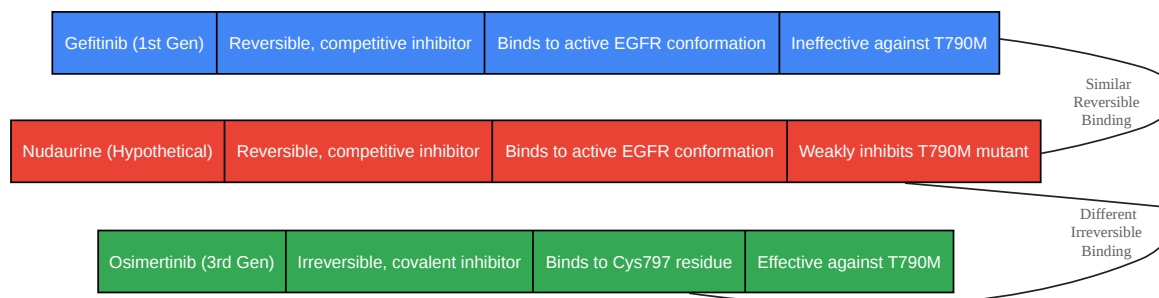 Gefitinib (1st Gen) Reversible, competitive inhibitor Binds to active EGFR conformation Ineffective against T790M
Similar
Reversible
Binding
Nudaurine (Hypothetical) Reversible, competitive inhibitor Binds to active EGFR conformation Weakly inhibits T790M mutant
Different
Irreversible
Binding
Osimertinib (3rd Gen) Irreversible, covalent inhibitor Binds to Cys797 residue Effective against T790M